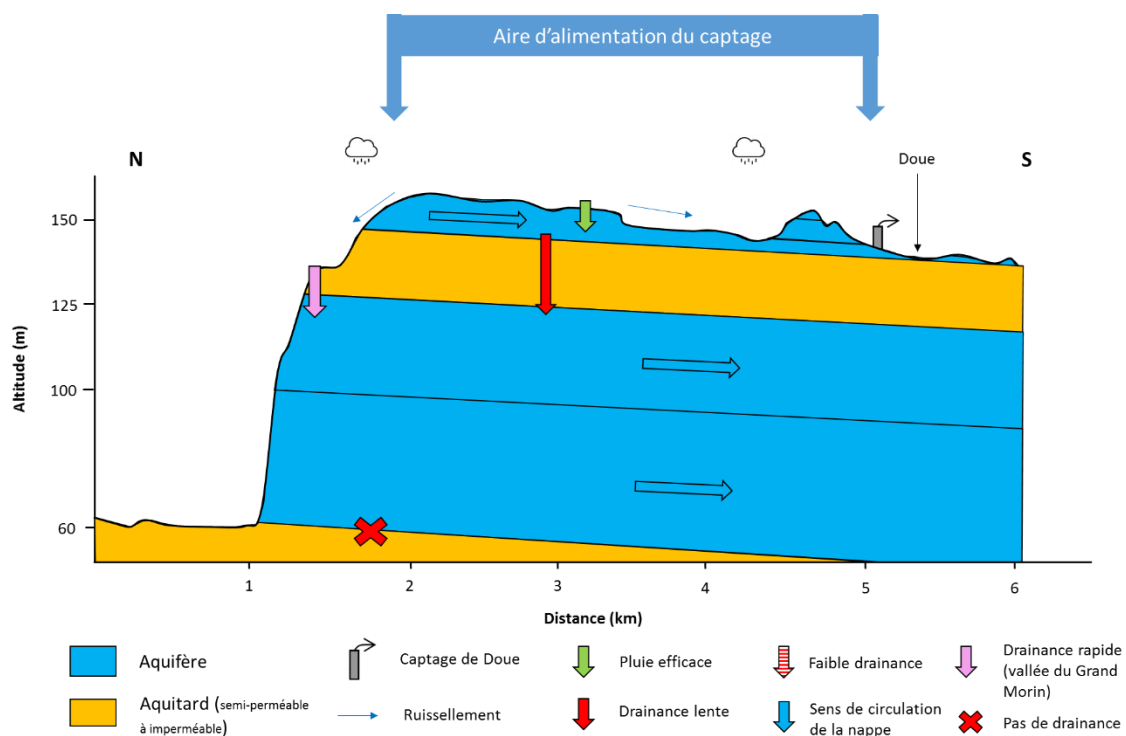 Aire d’alimentation du captage
N
Doue
S
150
125
100
60
Altitude (m)
1 2 3 4 5 6
Distance (km)
Aquifère
Aquitard (semi-perméable
à imperméable)
Captage de Doue
Ruissellement
Pluie efficace
Drainance lente
Faible drainance
Sens de circulation
de la nappe
Drainance rapide
(vallée du Grand
Morin)
Pas de drainance